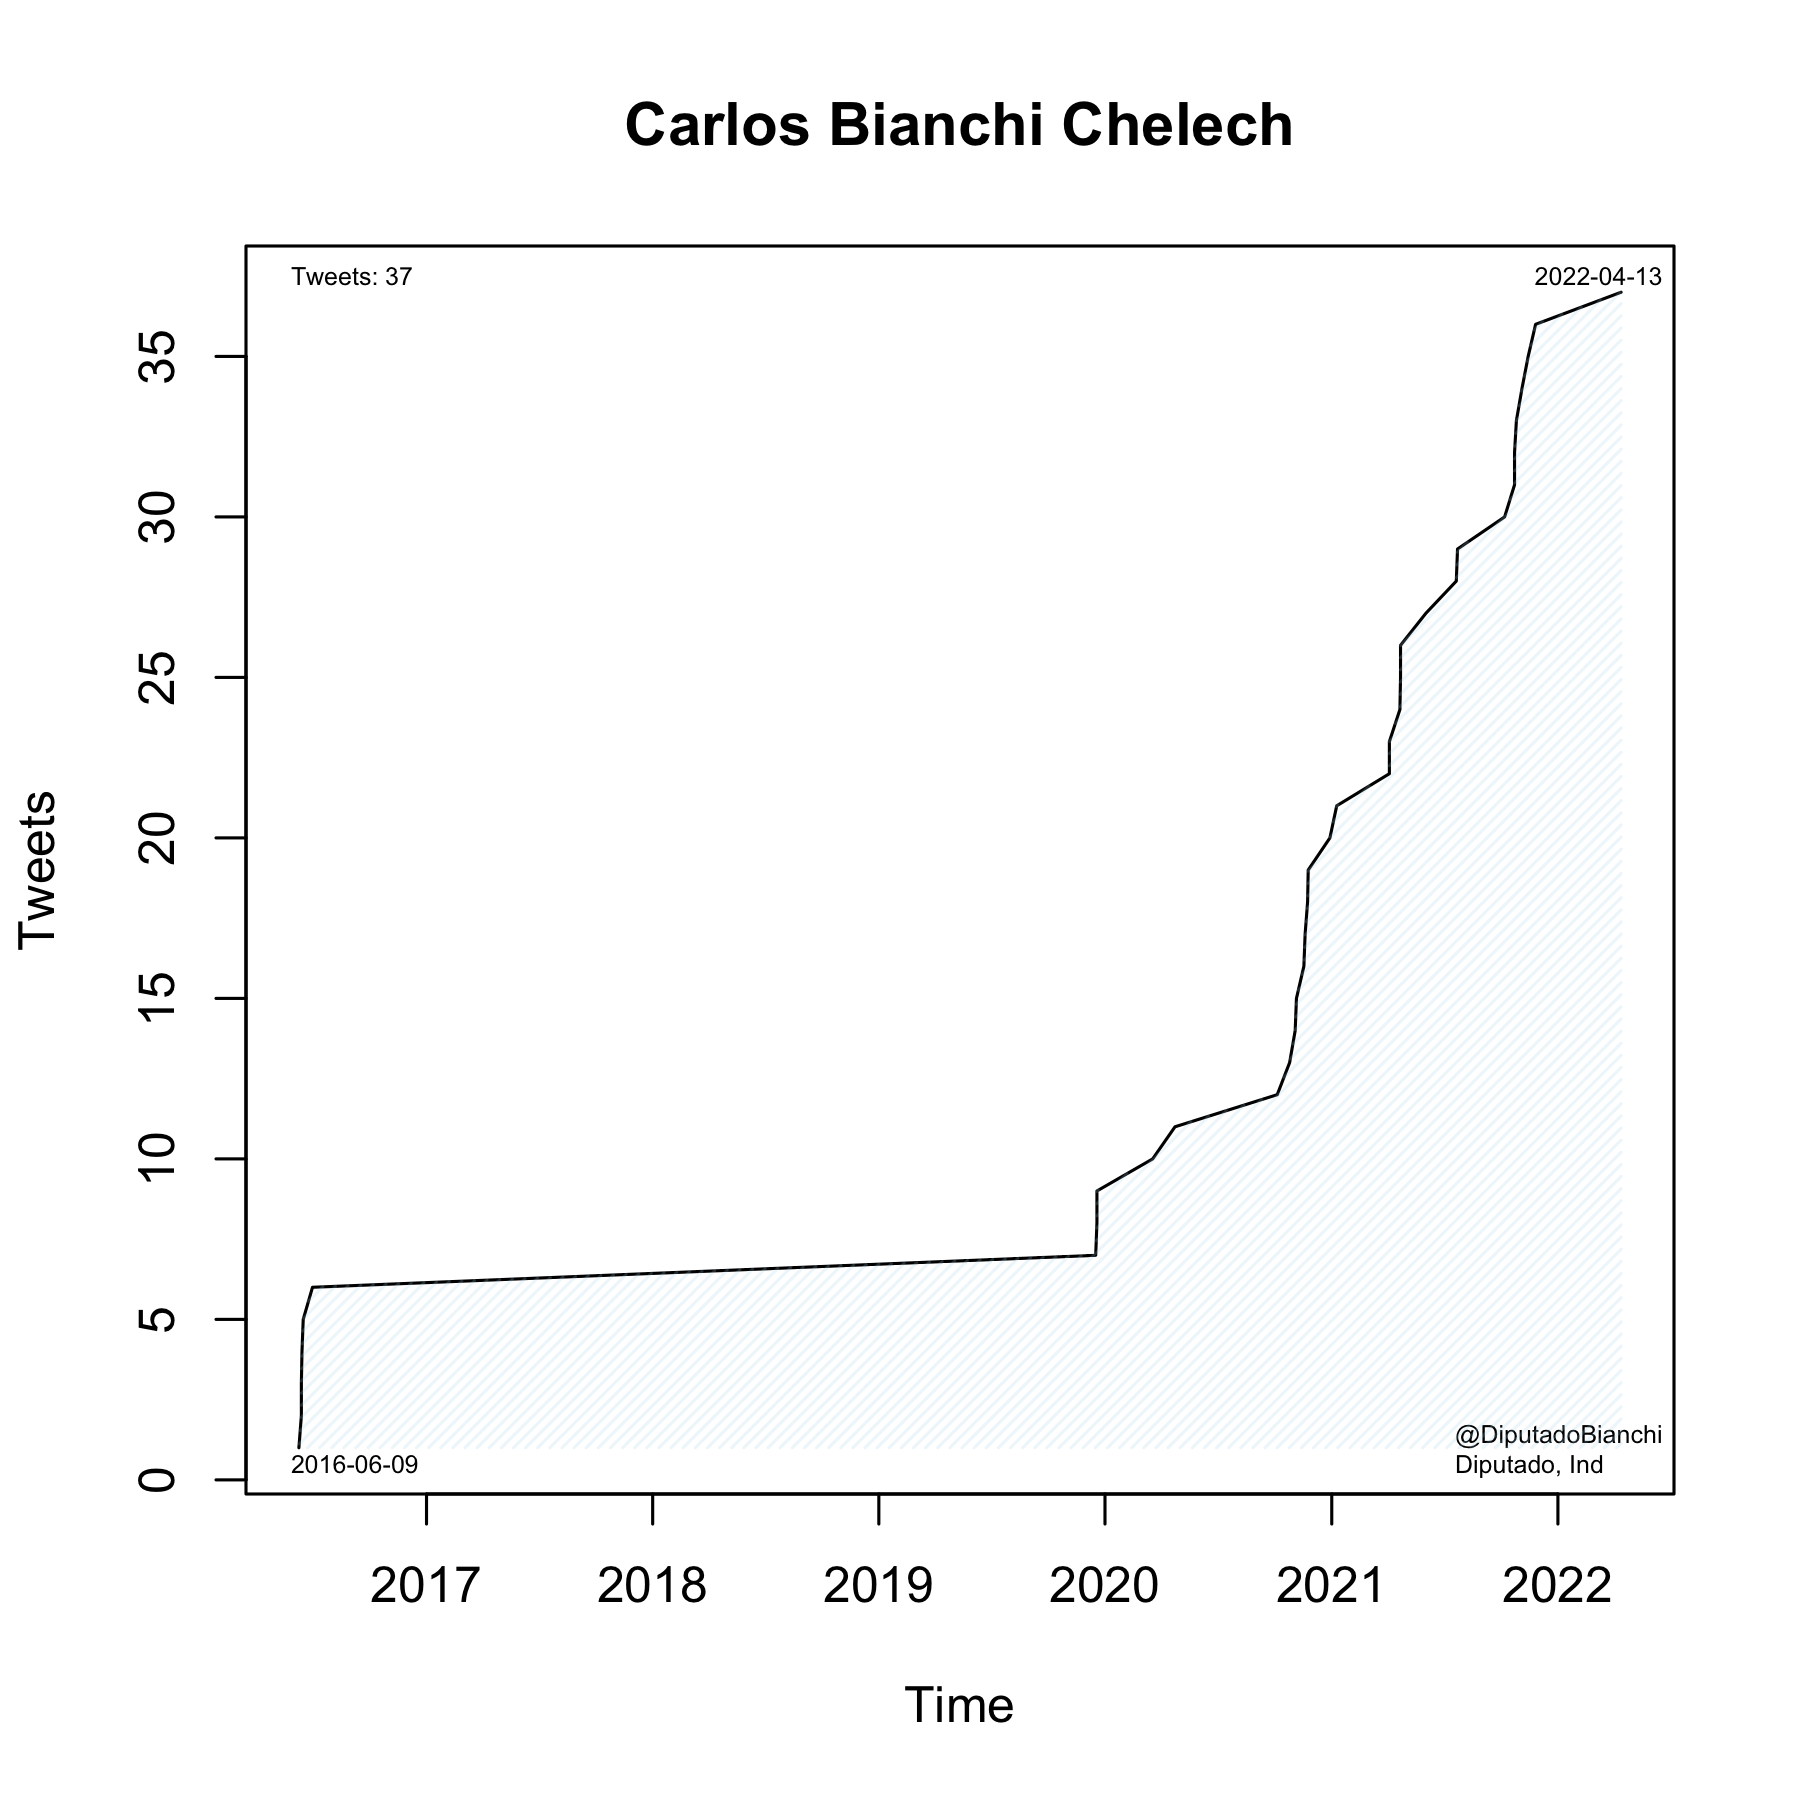 Carlos Bianchi Chelech
Tweets: 37
2022-04-13
35
30
25
20
15
10
5
0
Tweets
@DiputadoBianchi
Diputado, Ind
2016-06-09
2017
2018
2019
2020
2021
2022
Time